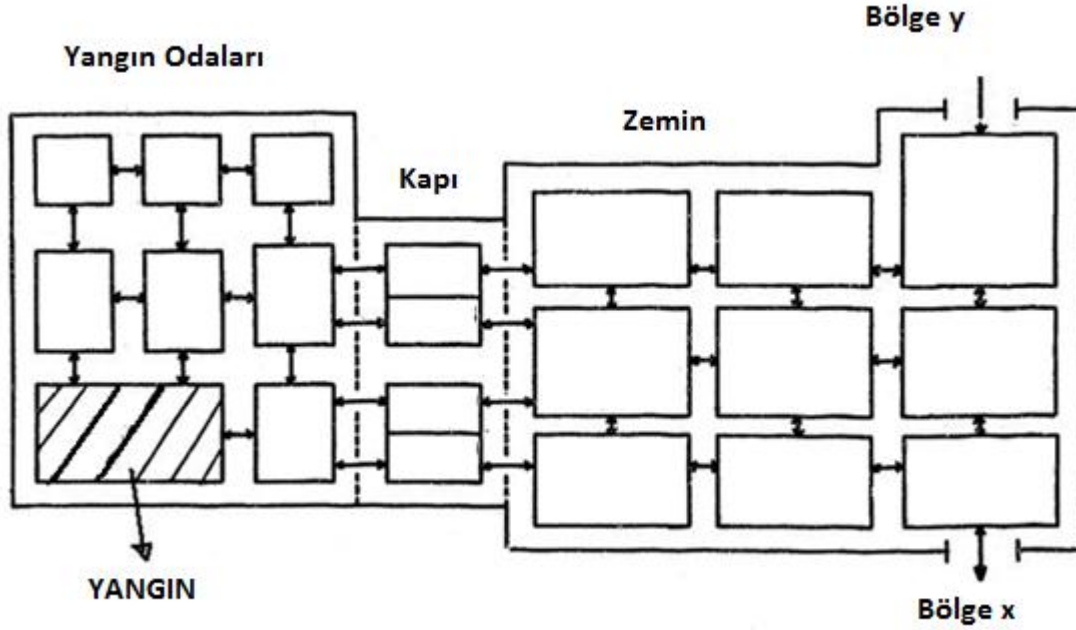 Bölge y
Yangın Odaları
Zemin
Kapı
YANGIN
Bölge x